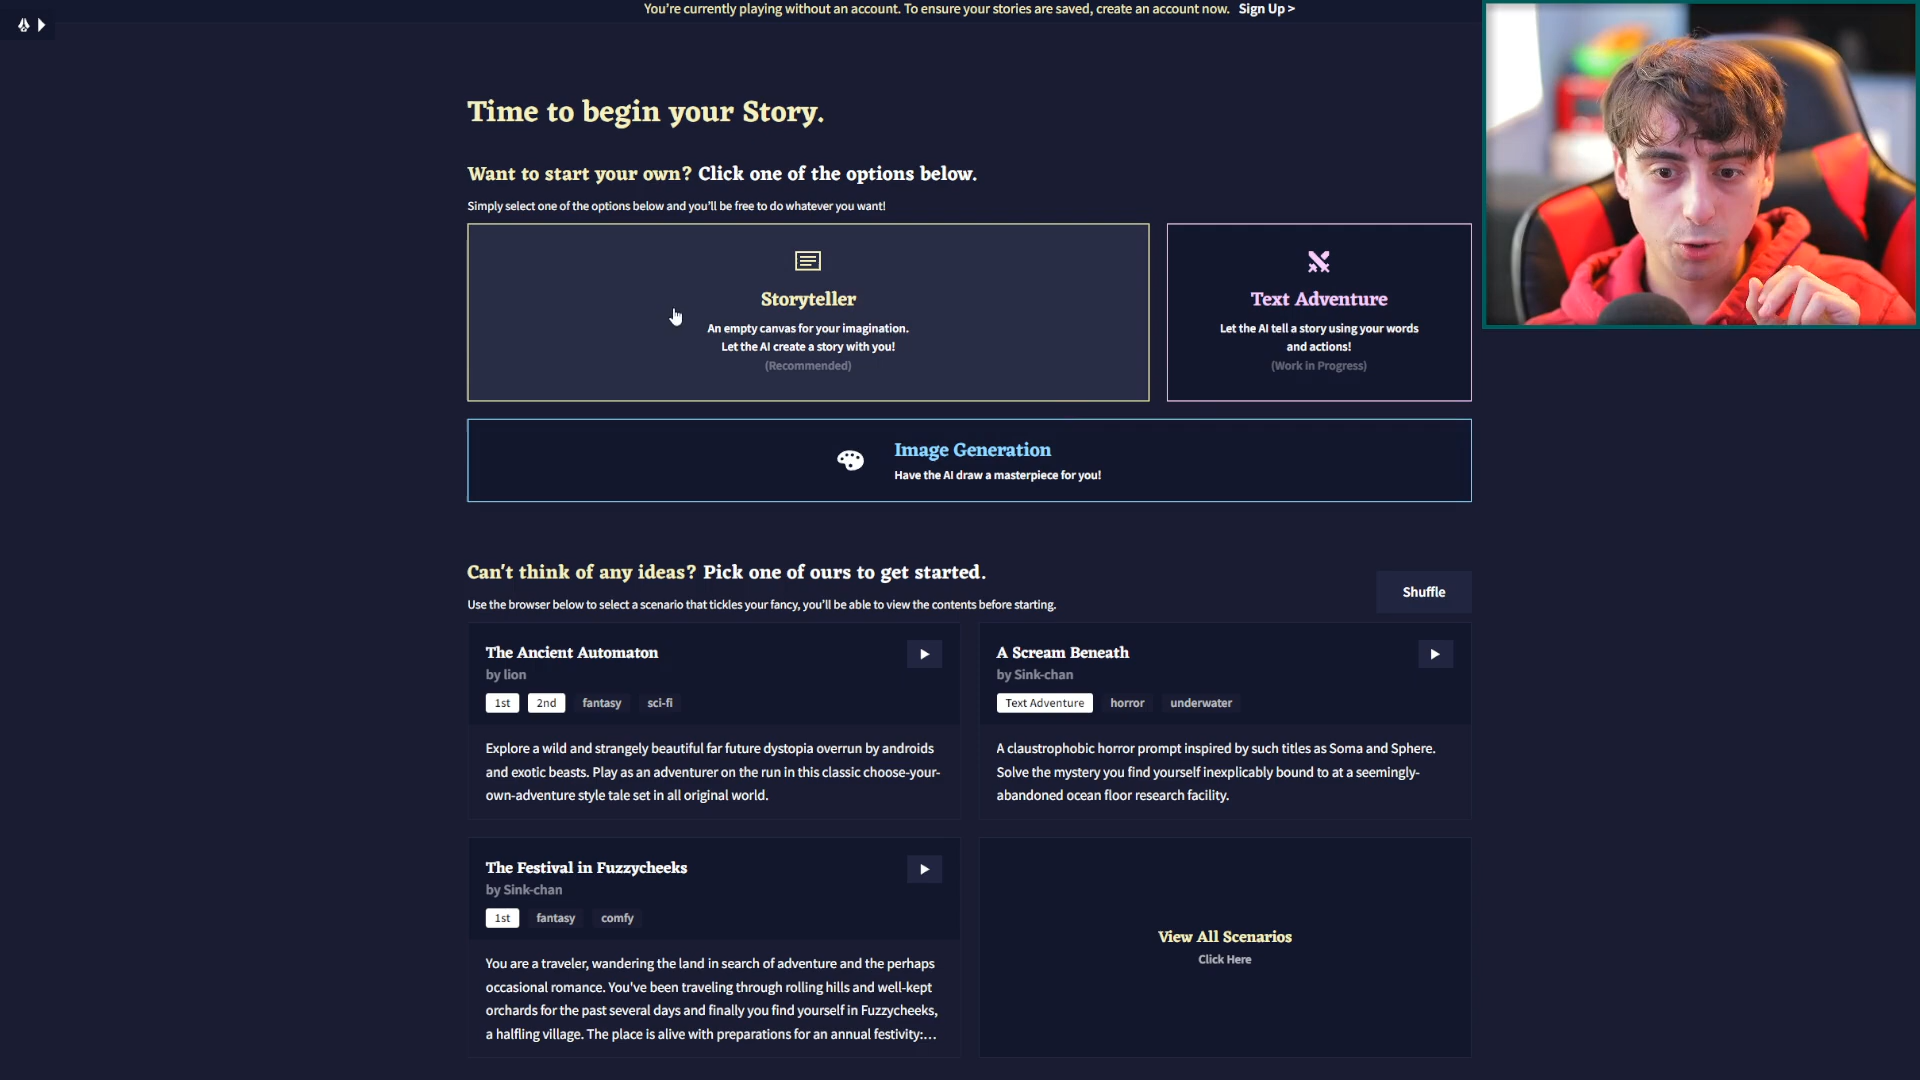 You're currently playing without an account. To ensure your stories are saved, create an account now. Sign Up >
Time to begin your Story.
Want to start your own? Click one of the options below.
Simply select one of the options below and you'll be free to do whatever you want!
Storyteller
An empty canvas for your imagination.
Let the AI create a story with you!
(Recommended)
Text Adventure
Let the AI tell a story using your words
and actions!
(Work in Progress)
Image Generation
Have the AI draw a masterpiece for you!
Can't think of any ideas? Pick one of ours to get started.
Use the browser below to select a scenario that tickles your fancy, you'll be able to view the contents before starting.
Shuffle
The Ancient Automaton
by lion
1st 2nd fantasy sci-fi
Explore a wild and strangely beautiful far future dystopia overrun by androids
and exotic beasts. Play as an adventurer on the run in this classic choose-your-
own-adventure style tale set in all original world.
A Scream Beneath
by Sink-chan
Text Adventure horror underwater
A claustrophobic horror prompt inspired by such titles as Soma and Sphere.
Solve the mystery you find yourself inexplicably bound to at a seemingly-
abandoned ocean floor research facility.
The Festival in Fuzzycheeks
by Sink-chan
1st fantasy comfy
You are a traveler, wandering the land in search of adventure and the perhaps
occasional romance. You've been traveling through rolling hills and well-kept
orchards for the past several days and finally you find yourself in Fuzzycheeks,
a halfling village. The place is alive with preparations for an annual festivity:...
View All Scenarios
Click Here